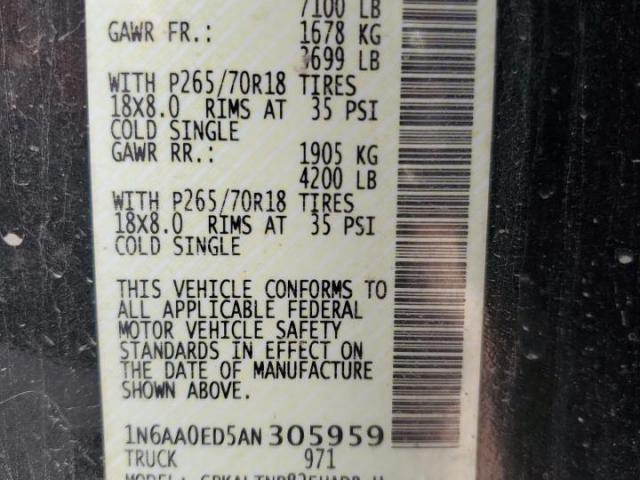 7100 LB
GAWR FR.: 1678 KG
3699 LB
WITH P265/70R18 TIRES
18X8.0 RIMS AT 35 PSI
COLD SINGLE
GAWR RR.: 1905 KG
4200 LB
WITH P265/70R18 TIRES
18X8.0 RIMS AT 35 PSI
COLD SINGLE
THIS VEHICLE CONFORMS TO
ALL APPLICABLE FEDERAL
MOTOR VEHICLE SAFETY
STANDARDS IN EFFECT ON
THE DATE OF MANUFACTURE
SHOWN ABOVE.
1N6AA0ED5AN305959
TRUCK 971